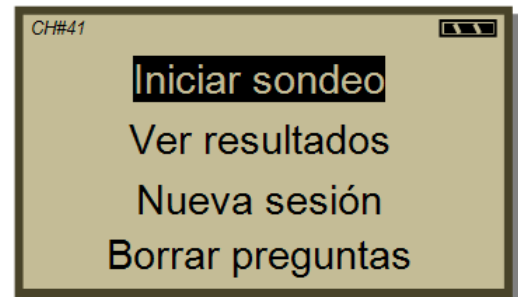 CH#41
Iniciar sondeo
Ver resultados
Nueva sesión
Borrar preguntas